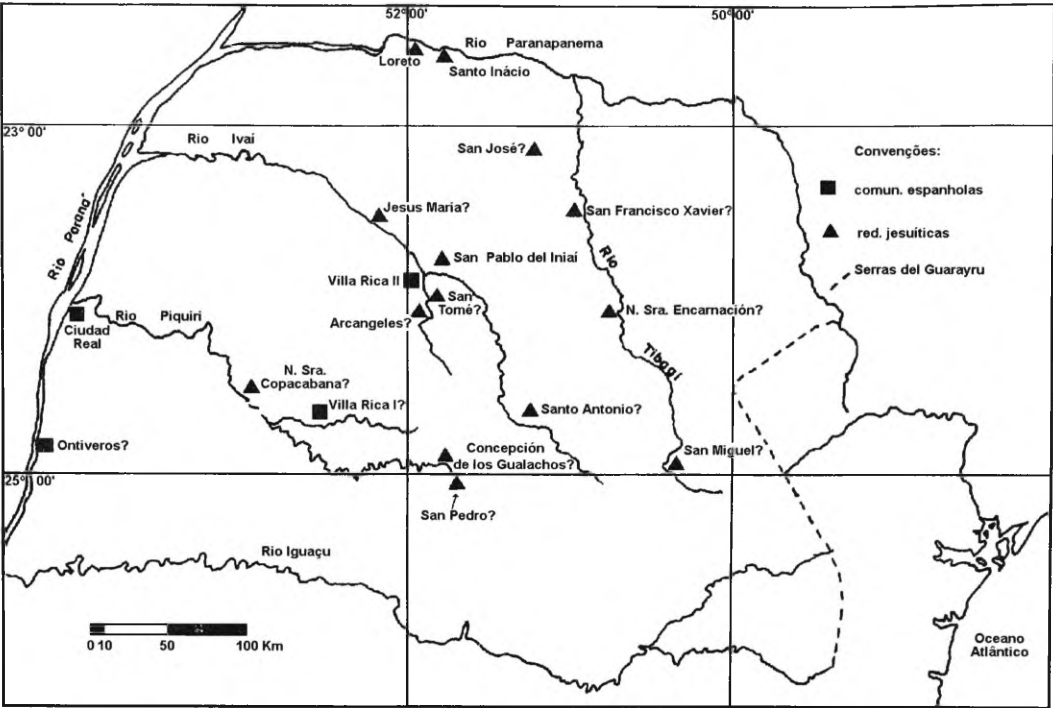 52° 00'
50° 00'
Rio Paranapanema
Loreto
Santo Inácio
23° 00'
Rio Ivaí
San José?
Convenções:
comun. espanholas
red. jesuíticas
Serras del Guarayru
Rio Paraná
Jesus Maria?
San Francisco Xavier?
San Pablo del Iniaí
Rio
Tibagi
Villa Rica II
San
Tomé?
Arcangeles?
N. Sra. Encarnación?
Ciudad
Real
Rio Piquiri
N. Sra.
Copacabana?
Villa Rica I?
Santo Antonio?
Ontiveros?
Concepción
de los Gualachos?
San Miguel?
25° 00'
San Pedro?
Rio Iguaçu
0 10 50 100 Km
Oceano
Atlântico